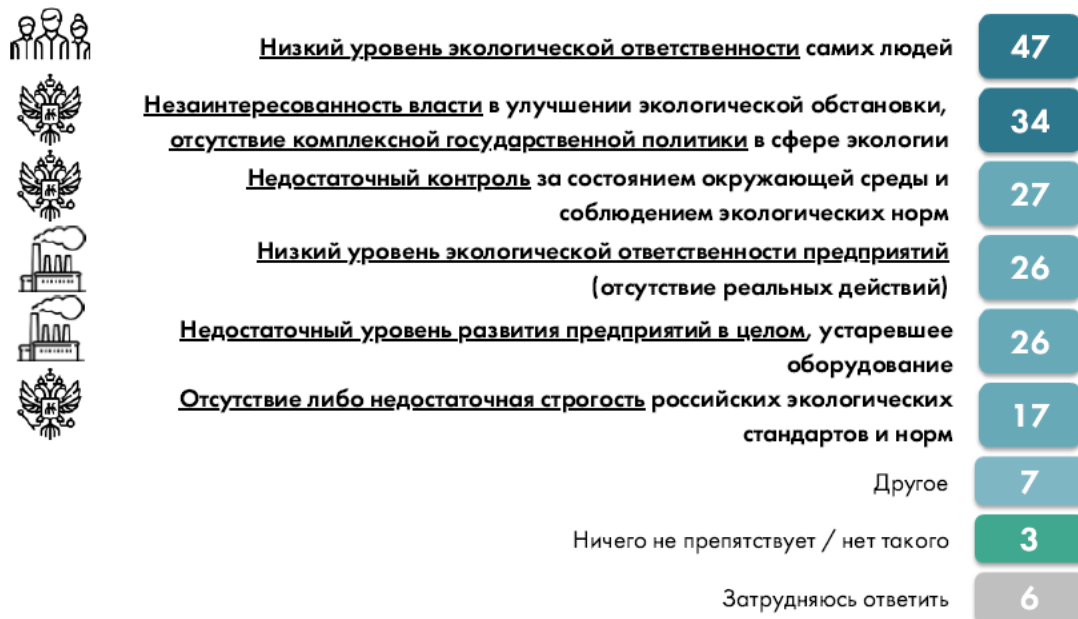 Низкий уровень экологической ответственности самих людей 47
Незаинтересованность власти в улучшении экологической обстановки,
отсутствие комплексной государственной политики в сфере экологии 34
Недостаточный контроль за состоянием окружающей среды и
соблюдением экологических норм 27
Низкий уровень экологической ответственности предприятий
(отсутствие реальных действий) 26
Недостаточный уровень развития предприятий в целом, устаревшее
оборудование 26
Отсутствие либо недостаточная строгость российских экологических
стандартов и норм 17
Другое 7
Ничего не препятствует / нет такого 3
Затрудняюсь ответить 6